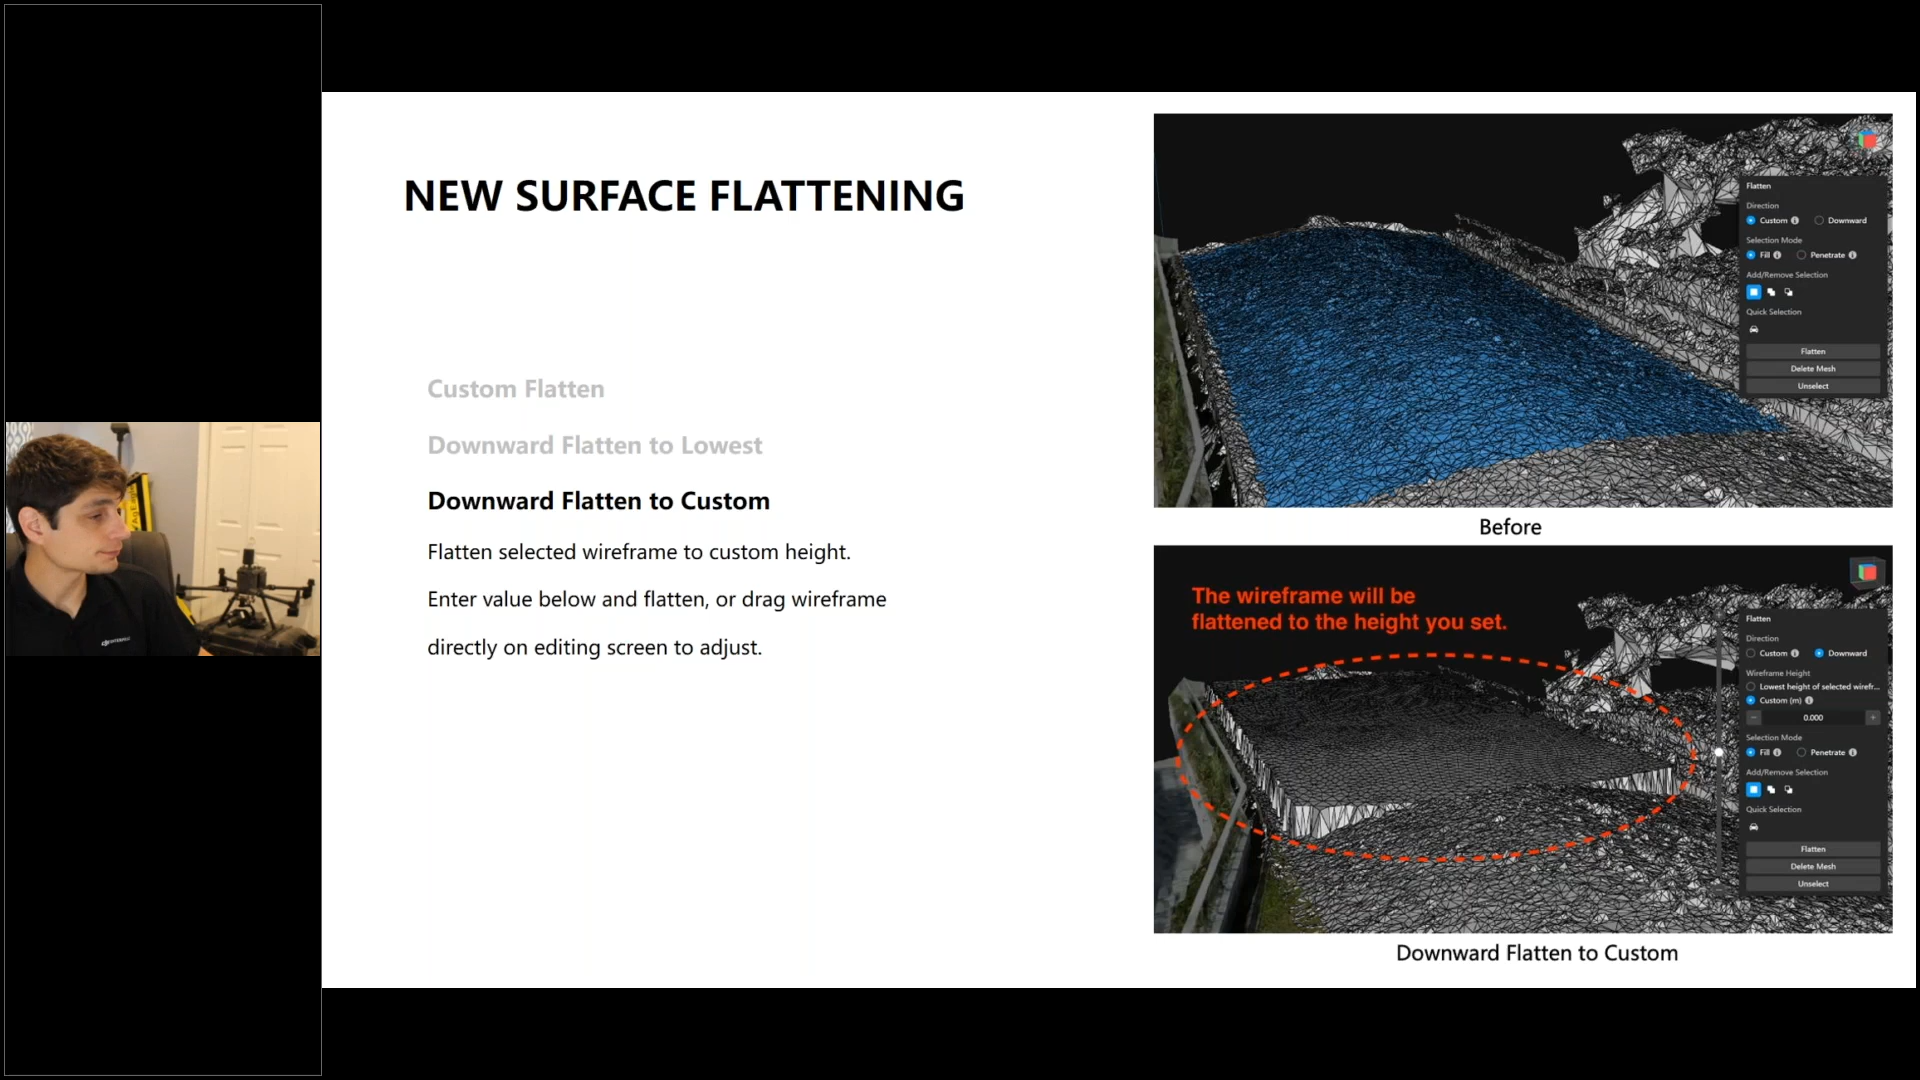 NEW SURFACE FLATTENING
Custom Flatten
Downward Flatten to Lowest
Downward Flatten to Custom
Flatten selected wireframe to custom height.
Enter value below and flatten, or drag wireframe
directly on editing screen to adjust.
Flatten
Direction
Custom Downward
Selection Mode
Fill Penetrate
Add/Remove Selection
Quick Selection
Flatten
Delete Mesh
Unselect
Before
The wireframe will be
flattened to the height you set.
Flatten
Direction
Custom Downward
Wireframe Height
Lowest height of selected wirefr...
Custom (m)
0.000
Selection Mode
Fill Penetrate
Add/Remove Selection
Quick Selection
Flatten
Delete Mesh
Unselect
Downward Flatten to Custom